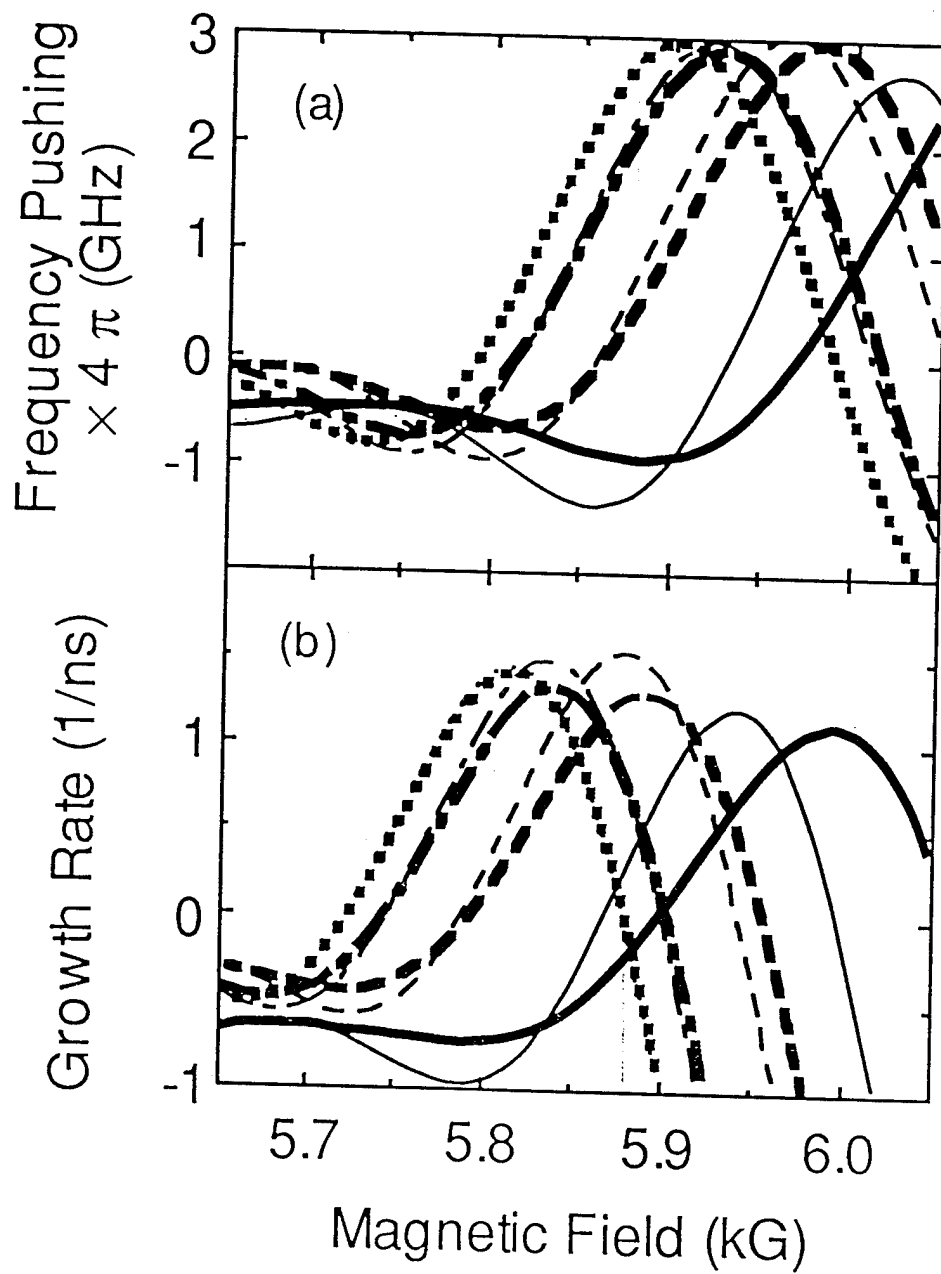 Frequency Pushing
× 4 π (GHz)
3
2
1
0
-1
(a)
Growth Rate (1/ns)
1
0
-1
(b)
5.7 5.8 5.9 6.0
Magnetic Field (kG)